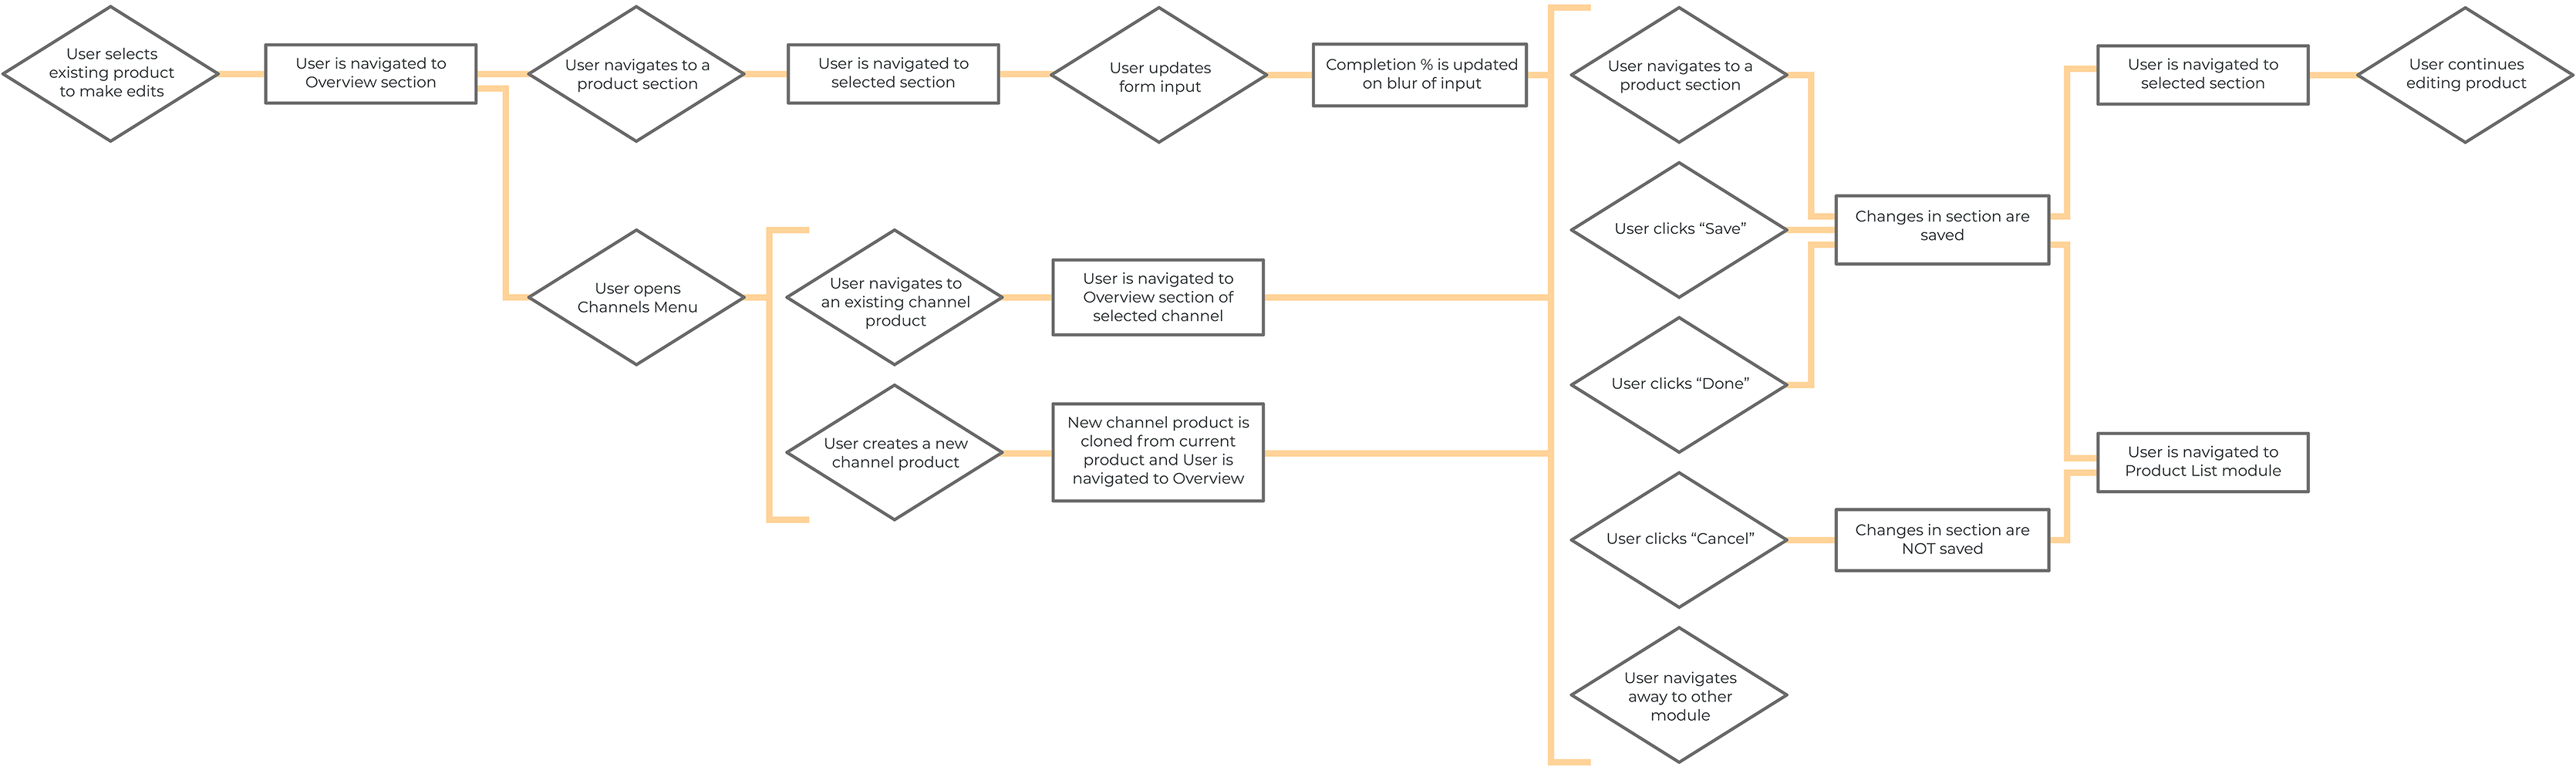 User selects
existing product
to make edits
User is navigated to
Overview section
User navigates to a
product section
User is navigated to
selected section
User updates
form input
Completion % is updated
on blur of input
User navigates to a
product section
User is navigated to
selected section
User continues
editing product
User clicks “Save”
Changes in section are
saved
User opens
Channels Menu
User navigates to
an existing channel
product
User is navigated to
Overview section of
selected channel
User clicks “Done”
User creates a new
channel product
New channel product is
cloned from current
product and User is
navigated to Overview
User is navigated to
Product List module
User clicks “Cancel”
Changes in section are
NOT saved
User navigates
away to other
module